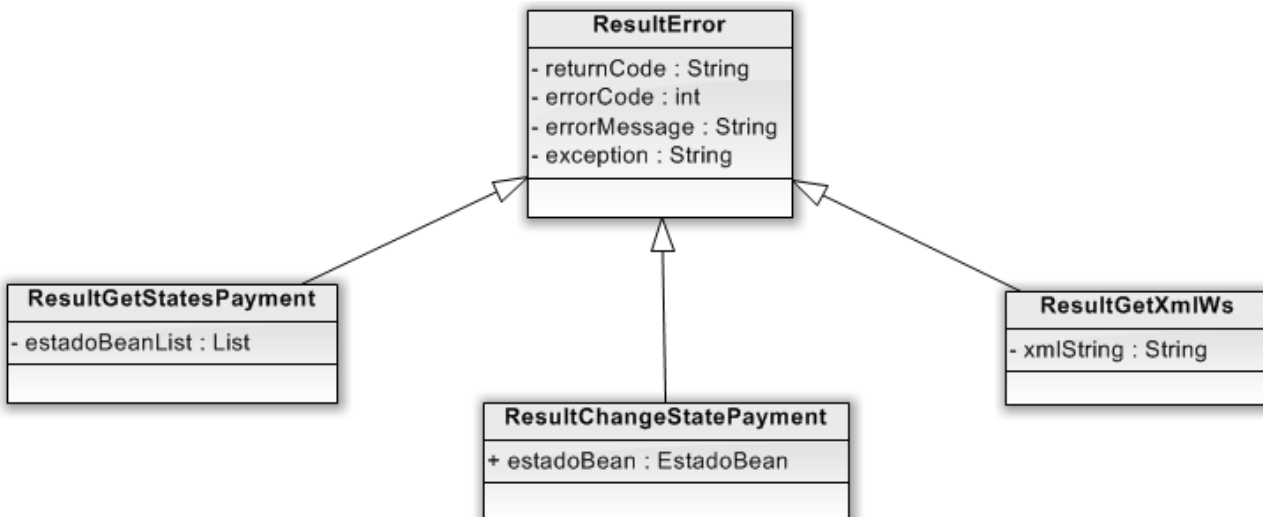 ResultError
- returnCode : String
- errorCode : int
- errorMessage : String
- exception : String
ResultGetStatesPayment
- estadoBeanList : List
ResultChangeStatePayment
+ estadoBean : EstadoBean
ResultGetXmlWs
- xmlString : String